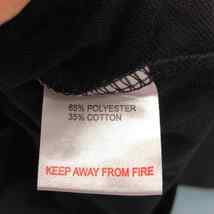 65% POLYESTER
35% COTTON
KEEP AWAY FROM FIRE